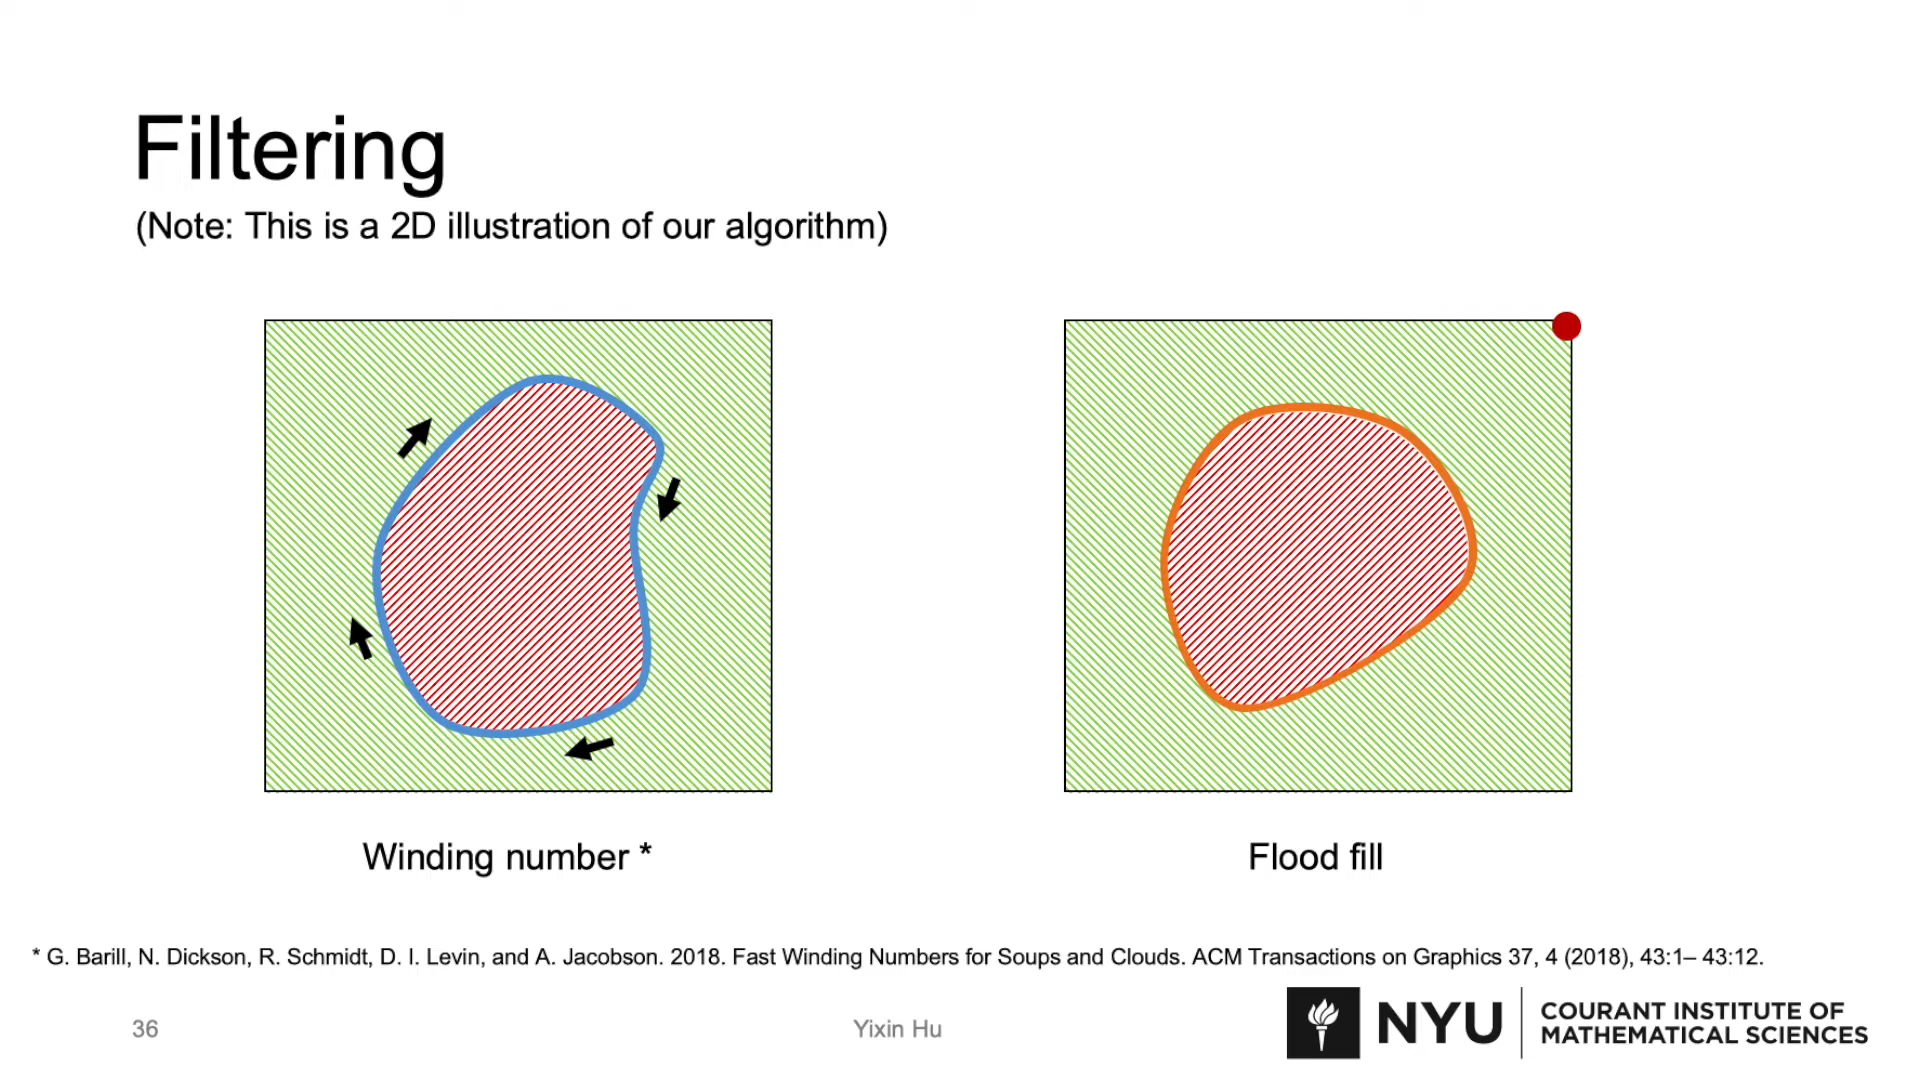 Filtering
(Note: This is a 2D illustration of our algorithm)
Winding number *
Flood fill
* G. Barill, N. Dickson, R. Schmidt, D. I. Levin, and A. Jacobson. 2018. Fast Winding Numbers for Soups and Clouds. ACM Transactions on Graphics 37, 4 (2018), 43:1– 43:12.
36
Yixin Hu
NYU
COURANT INSTITUTE OF
MATHEMATICAL SCIENCES